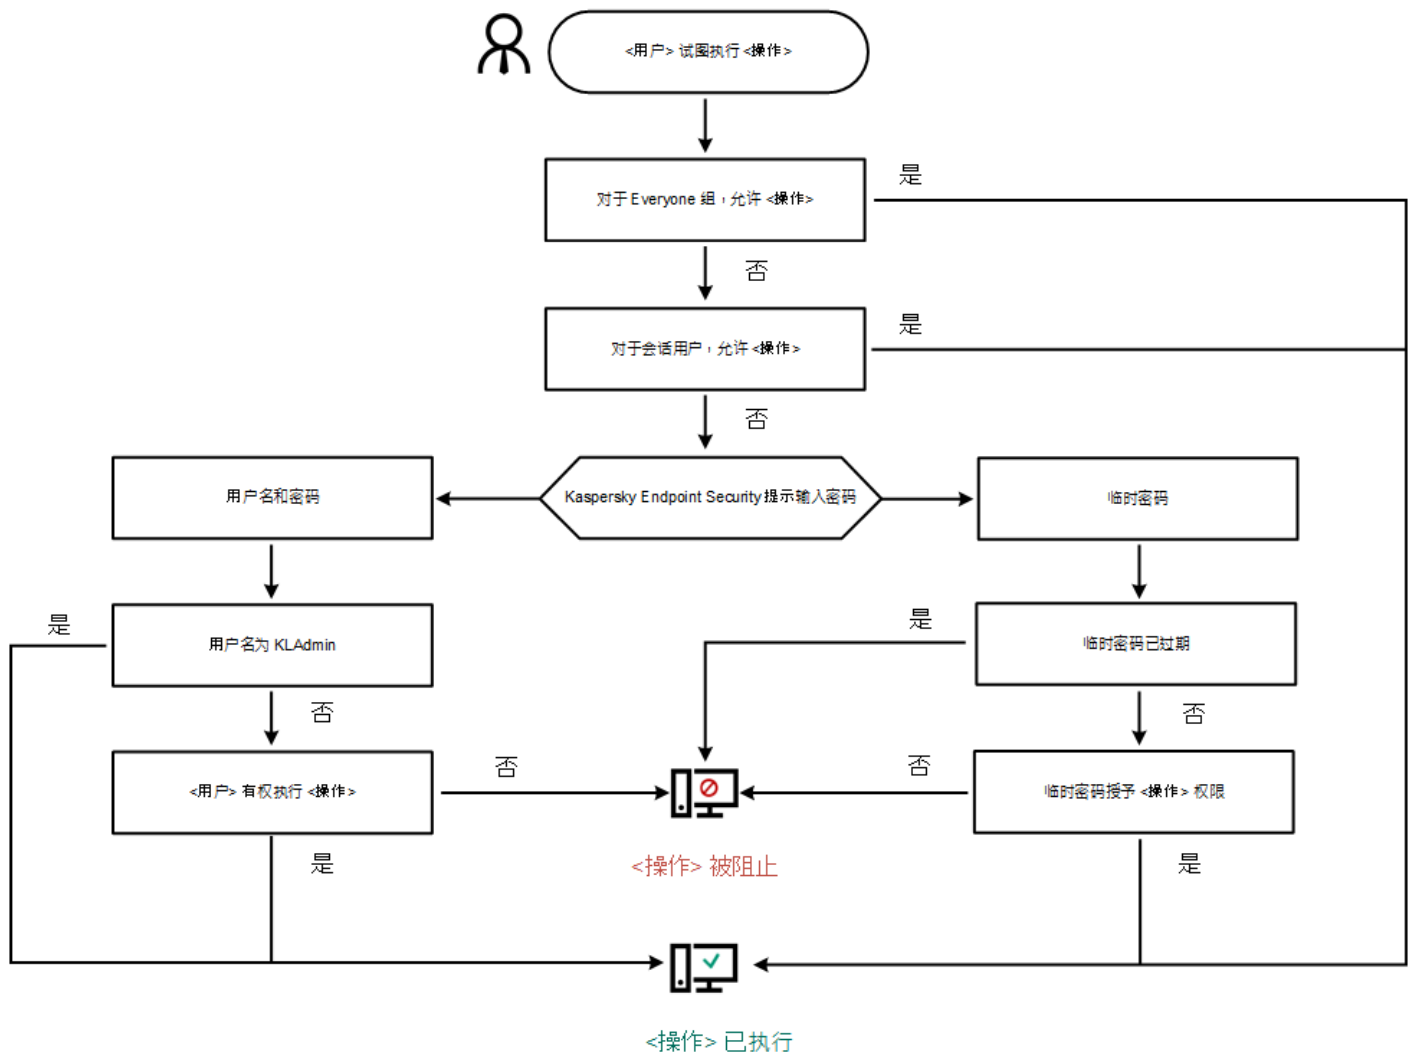 <用户> 试图执行 <操作>
是
对于 Everyone 组，允许 <操作>
否
是
对于会话用户，允许 <操作>
否
用户名和密码
Kaspersky Endpoint Security 提示输入密码
临时密码
是
用户名为 KLAdmin
是
临时密码已过期
否
否
<用户> 有权执行 <操作>
否
否
临时密码授予 <操作> 权限
<操作> 被阻止
是
是
<操作> 已执行